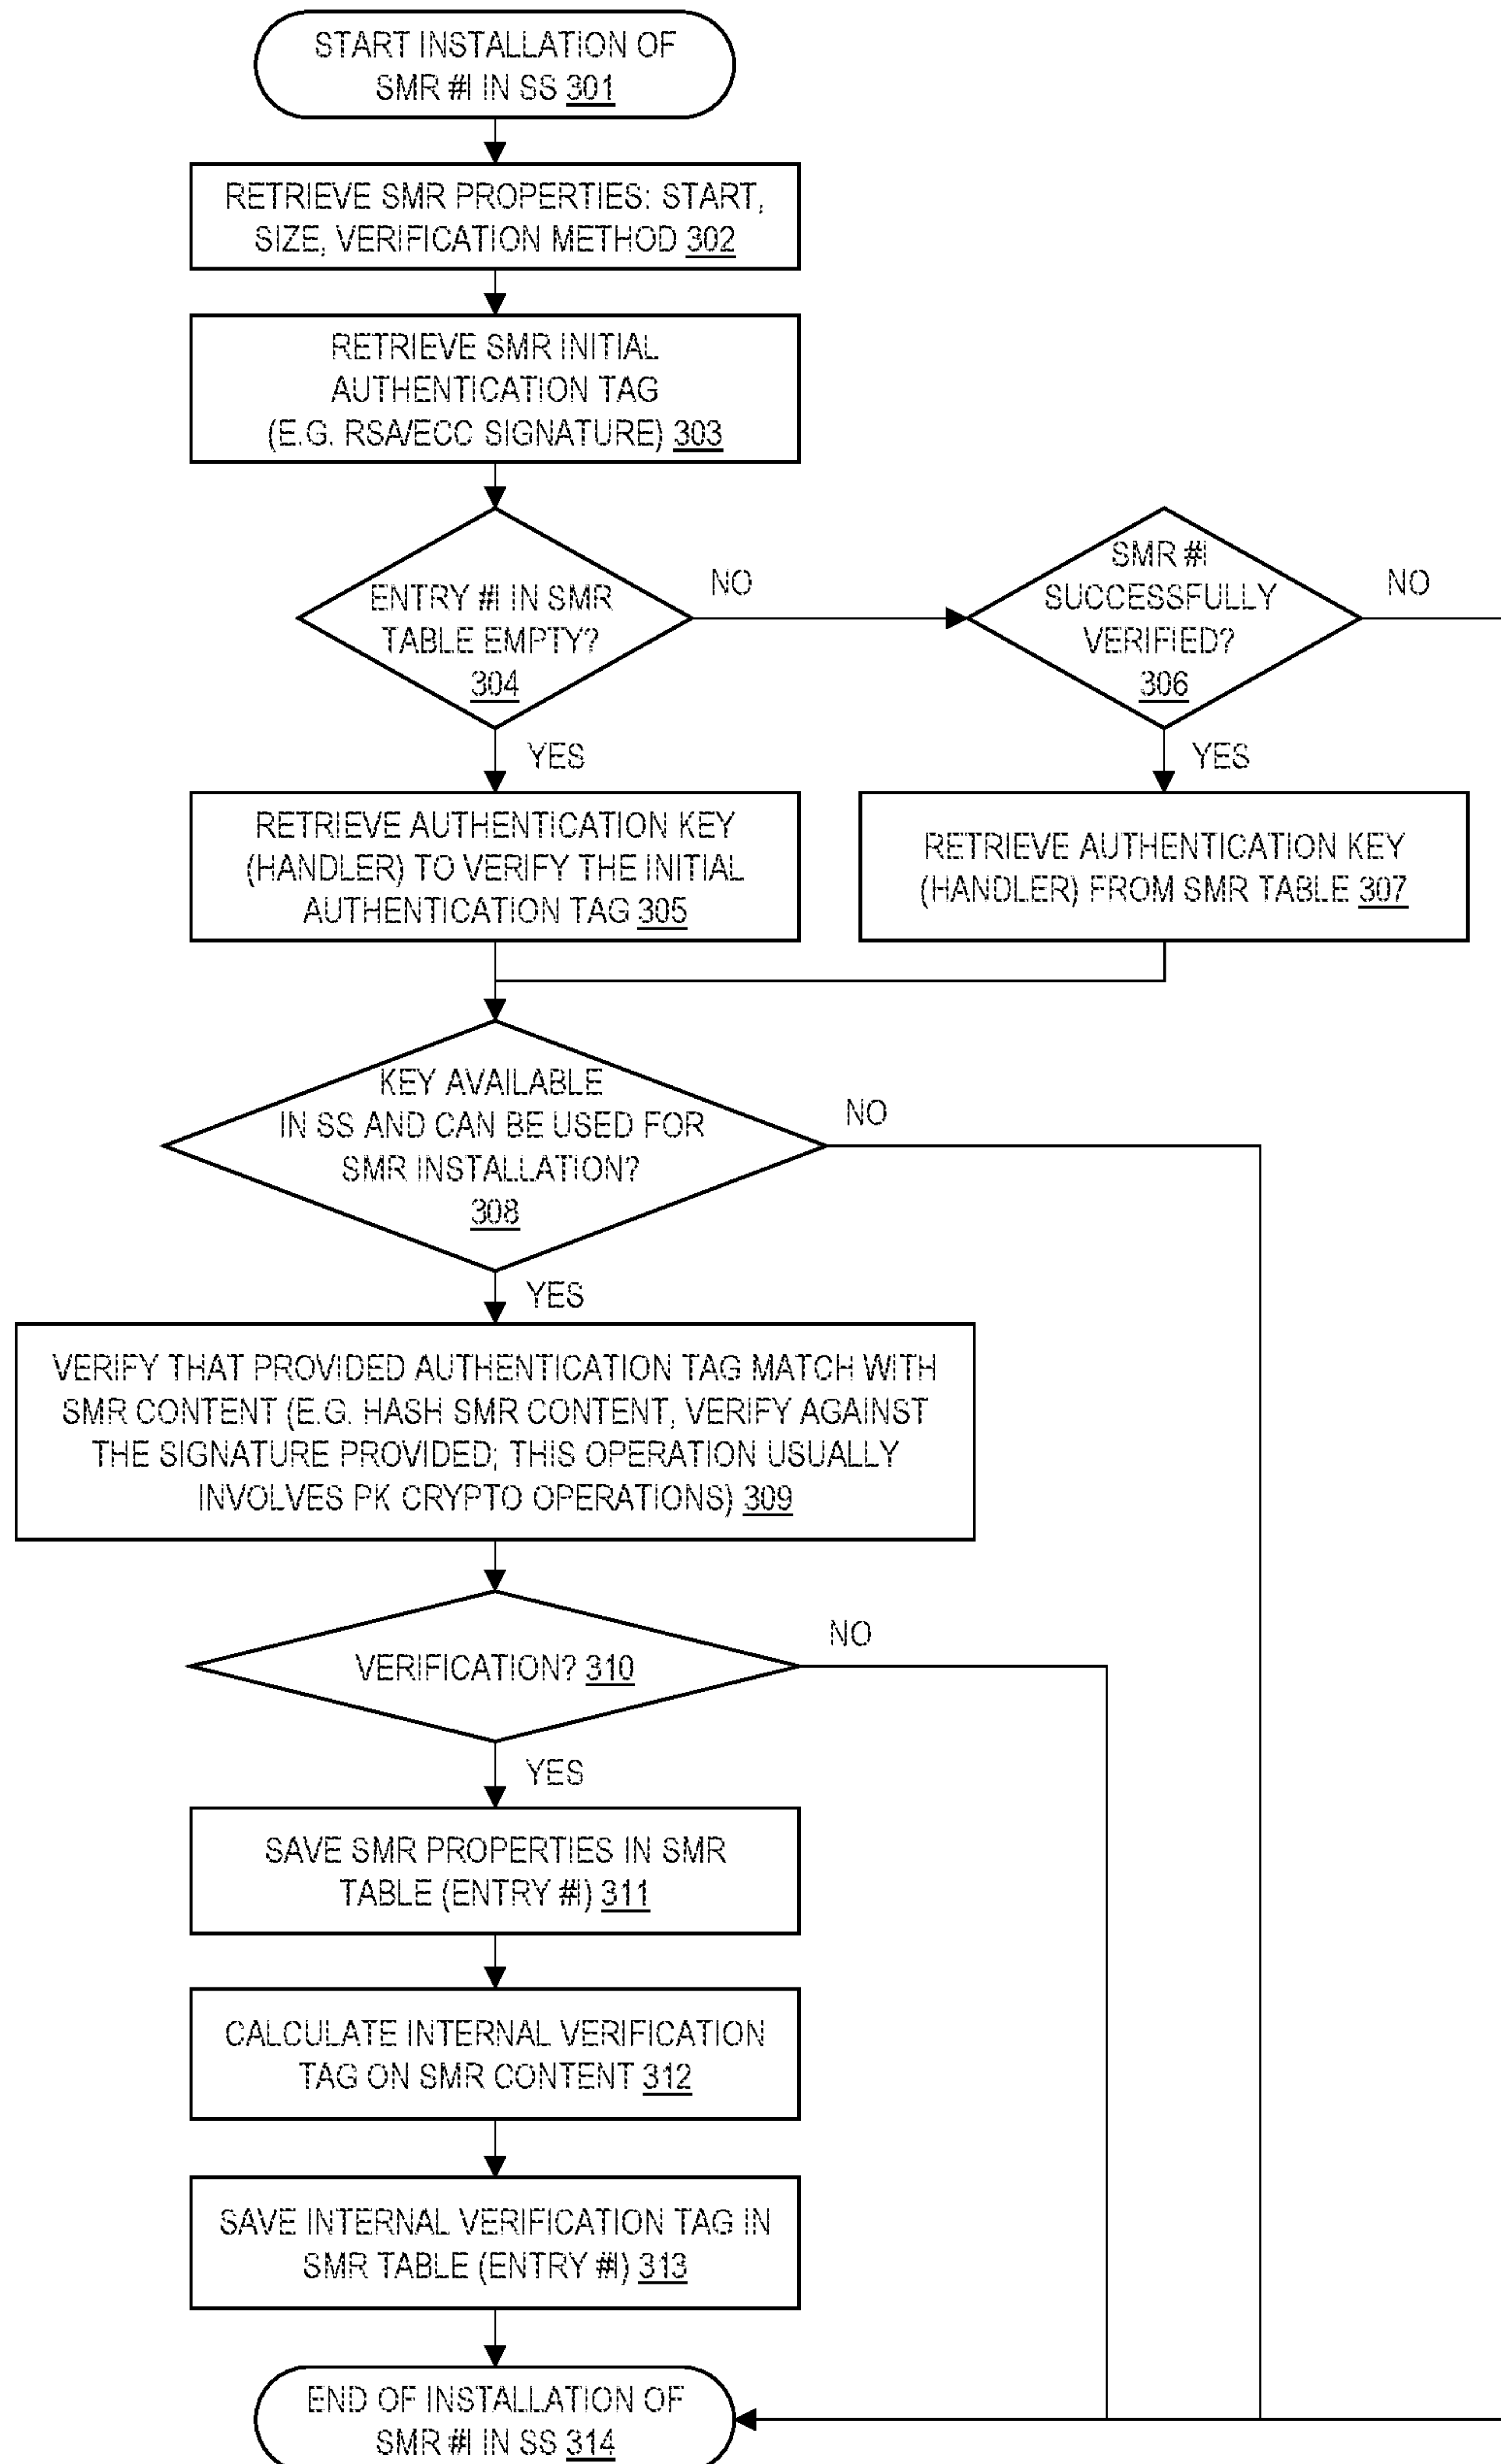 START INSTALLATION OF
SMR #I IN SS 301
RETRIEVE SMR PROPERTIES: START,
SIZE, VERIFICATION METHOD 302
RETRIEVE SMR INITIAL
AUTHENTICATION TAG
(E.G. RSA/ECC SIGNATURE) 303
ENTRY #I IN SMR
TABLE EMPTY?
304
NO
SMR #I
SUCCESSFULLY
VERIFIED?
306
NO
YES
YES
RETRIEVE AUTHENTICATION KEY
(HANDLER) TO VERIFY THE INITIAL
AUTHENTICATION TAG 305
RETRIEVE AUTHENTICATION KEY
(HANDLER) FROM SMR TABLE 307
KEY AVAILABLE
IN SS AND CAN BE USED FOR
SMR INSTALLATION?
308
NO
YES
VERIFY THAT PROVIDED AUTHENTICATION TAG MATCH WITH
SMR CONTENT (E.G. HASH SMR CONTENT, VERIFY AGAINST
THE SIGNATURE PROVIDED; THIS OPERATION USUALLY
INVOLVES PK CRYPTO OPERATIONS) 309
VERIFICATION? 310
NO
YES
SAVE SMR PROPERTIES IN SMR
TABLE (ENTRY #I) 311
CALCULATE INTERNAL VERIFICATION
TAG ON SMR CONTENT 312
SAVE INTERNAL VERIFICATION TAG IN
SMR TABLE (ENTRY #I) 313
END OF INSTALLATION OF
SMR #I IN SS 314